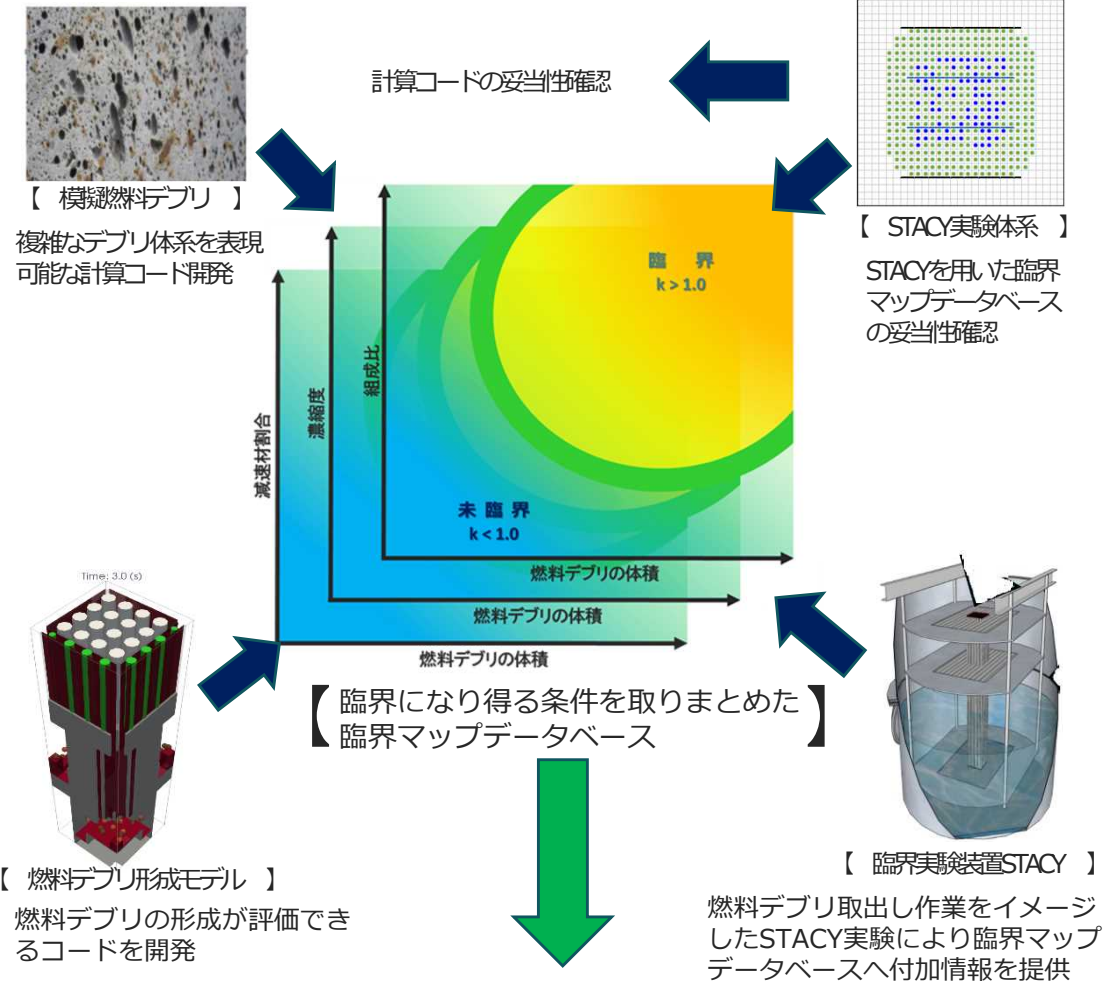 計算コードの妥当性確認
【 模擬燃料デブリ 】
複雑なデブリ体系を表現
可能な計算コード開発
【 STACY実験体系 】
STACYを用いた臨界
マップデータベース
の妥当性確認
臨 界
k > 1.0
組成比
濃縮度
減速材割合
未 臨 界
k < 1.0
燃料デブリの体積
燃料デブリの体積
燃料デブリの体積
【臨界になり得る条件を取りまとめた
臨界マップデータベース】
Time: 3.0 (s)
【 燃料デブリ形成モデル 】
燃料デブリの形成が評価でき
るコードを開発
【 臨界実験装置STACY 】
燃料デブリ取出し作業をイメージ
したSTACY実験により臨界マップ
データベースへ付加情報を提供